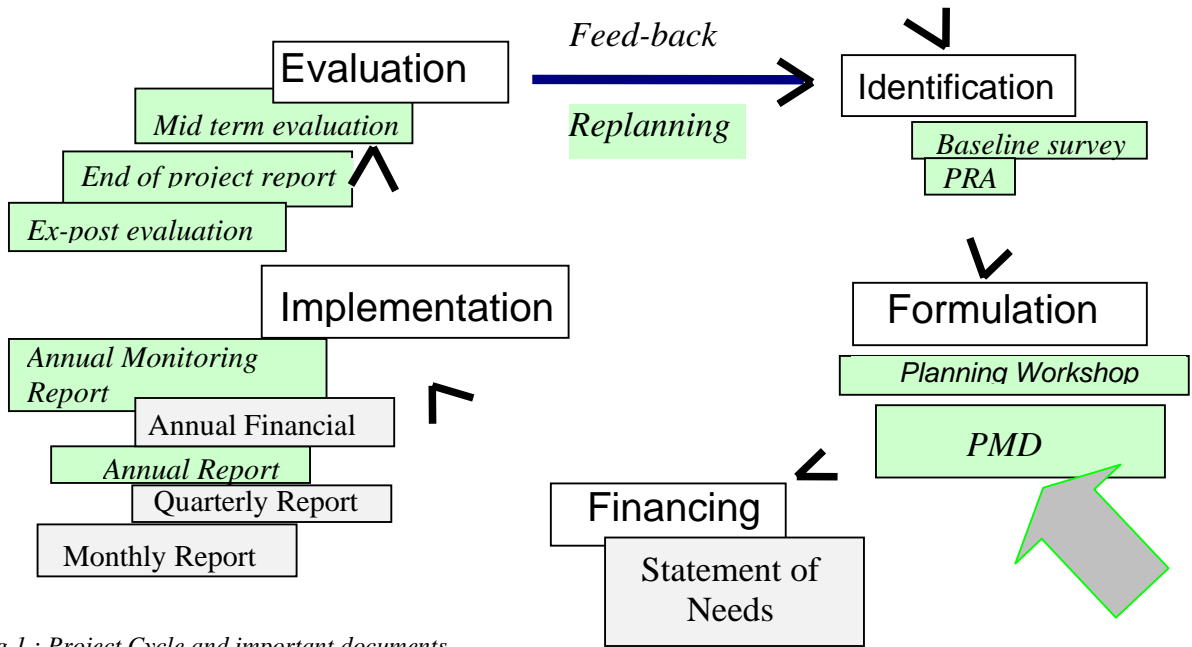 Feed-back
Evaluation
Identification
Mid term evaluation
Replanning
Baseline survey
End of project report
PRA
Ex-post evaluation
Implementation
Formulation
Annual Monitoring
Report
Planning Workshop
Annual Financial
PMD
Annual Report
Quarterly Report
Financing
Monthly Report
Statement of
Needs
1 : Project Cycle and important documents